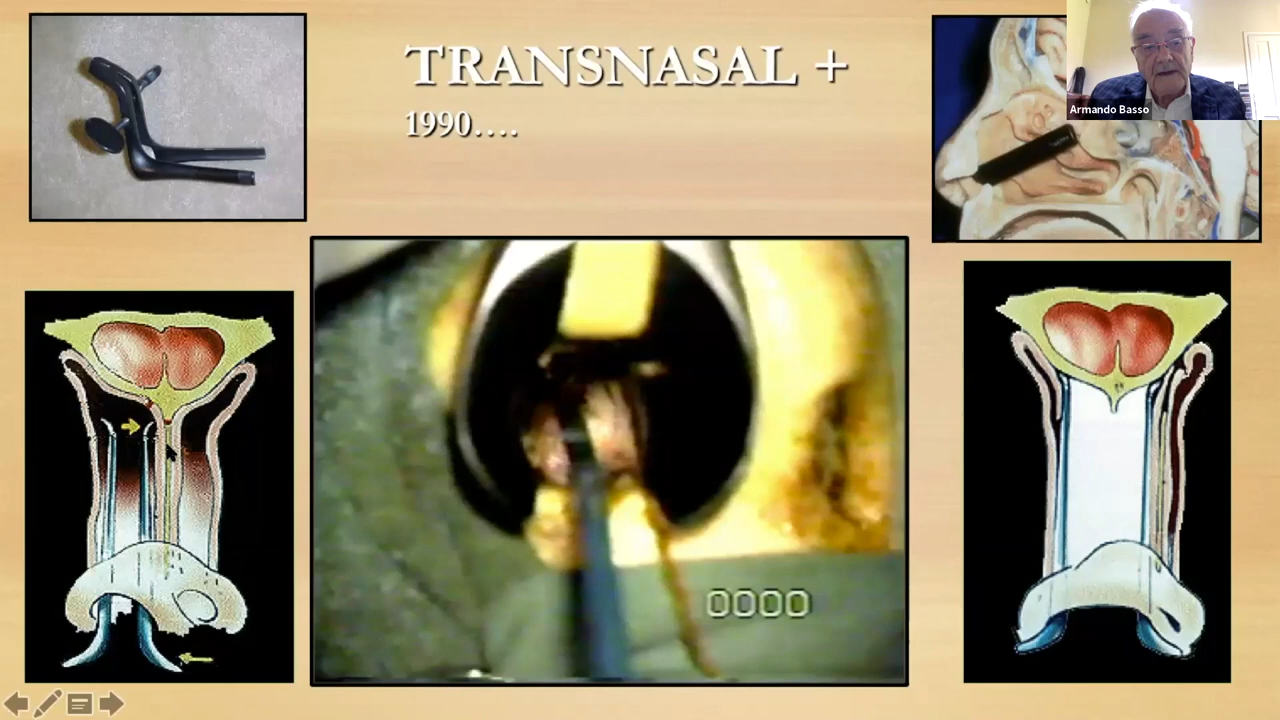 TRANSNASAL +
1990....
Armando Basso
0000